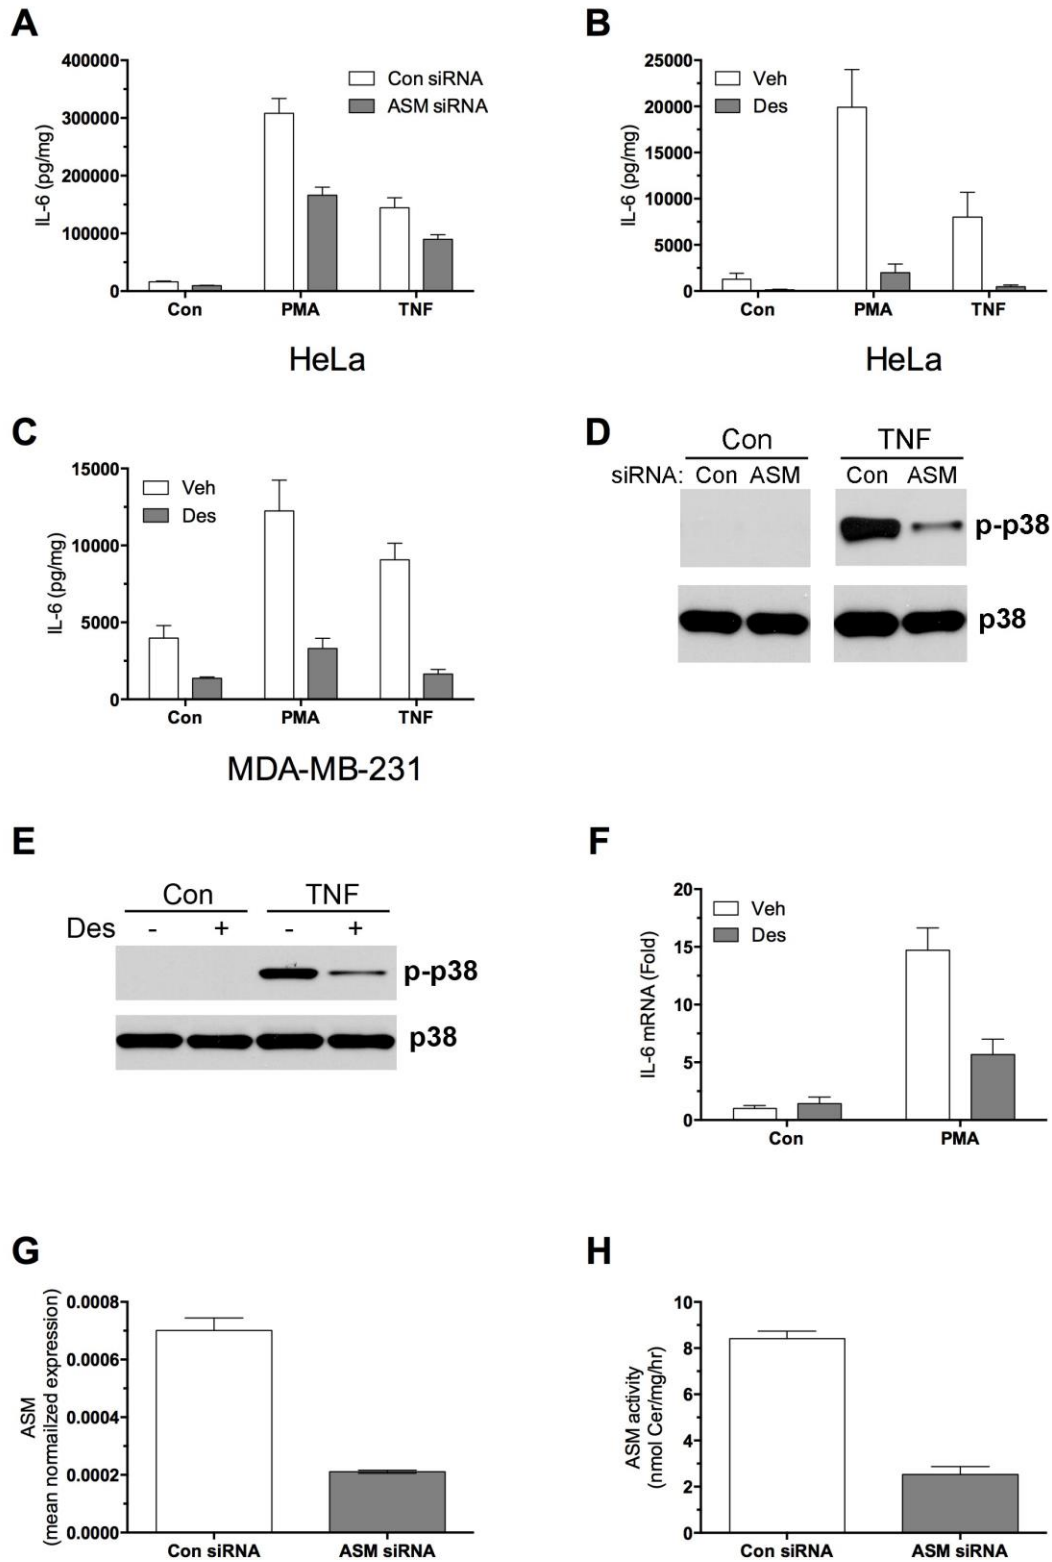 A
IL-6 (pg/mg)
400000
300000
200000
100000
0
Con siRNA
ASM siRNA
Con PMA TNF
HeLa
B
IL-6 (pg/mg)
25000
20000
15000
10000
5000
0
Veh
Des
Con PMA TNF
HeLa
C
IL-6 (pg/mg)
15000
10000
5000
0
Veh
Des
Con PMA TNF
MDA-MB-231
D
Con TNF
siRNA: Con ASM Con ASM
p-p38
p38
E
Con TNF
Des - + - +
p-p38
p38
F
IL-6 mRNA (Fold)
20
15
10
5
0
Veh
Des
Con PMA
G
ASM
(mean normailzed expression)
0.0008
0.0006
0.0004
0.0002
0.0000
Con siRNA ASM siRNA
H
ASM activity
(nmol Cer/mg/hr)
10
8
6
4
2
0
Con siRNA ASM siRNA